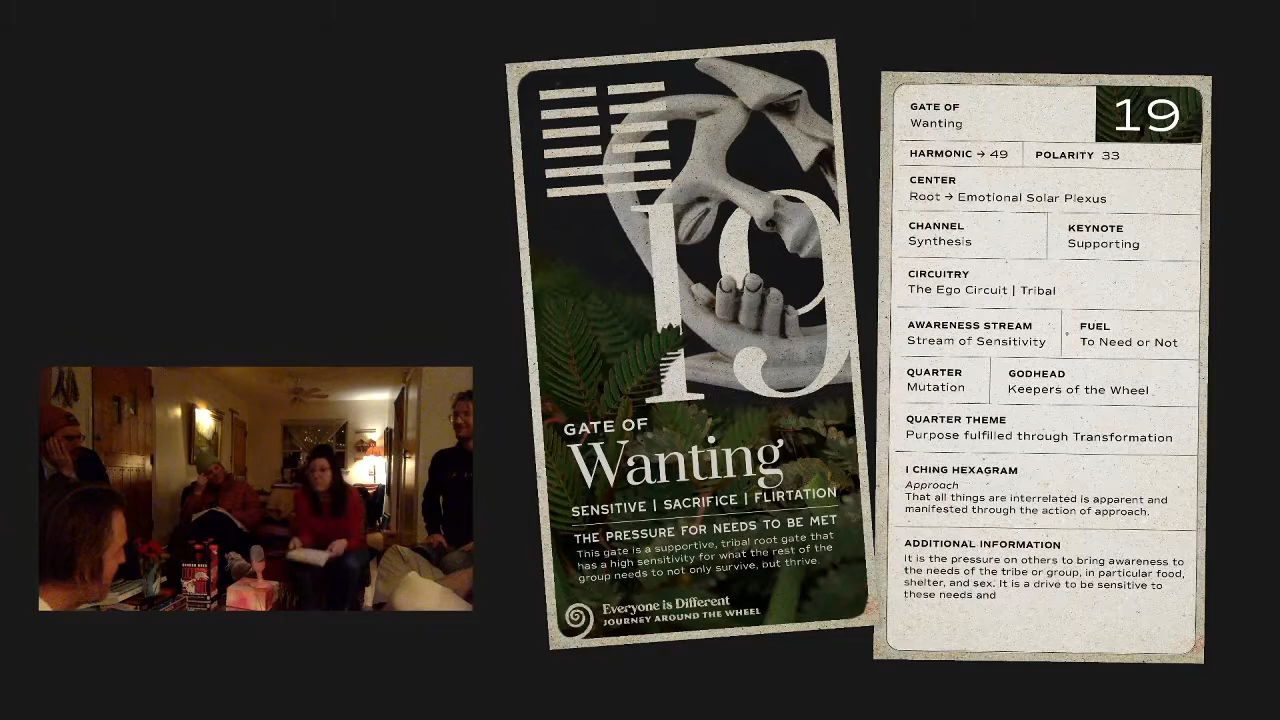 19
GATE OF
Wanting
SENSITIVE | SACRIFICE | FLIRTATION
THE PRESSURE FOR NEEDS TO BE MET
This gate is a supportive, tribal root gate that
has a high sensitivity for what the rest of the
group needs to not only survive, but thrive.
Everyone is Different
JOURNEY AROUND THE WHEEL
GATE OF
Wanting
19
HARMONIC → 49
POLARITY 33
CENTER
Root → Emotional Solar Plexus
CHANNEL
Synthesis
KEYNOTE
Supporting
CIRCUITRY
The Ego Circuit | Tribal
AWARENESS STREAM
Stream of Sensitivity
FUEL
To Need or Not
QUARTER
Mutation
GODHEAD
Keepers of the Wheel
QUARTER THEME
Purpose fulfilled through Transformation
I CHING HEXAGRAM
Approach
That all things are interrelated is apparent and
manifested through the action of approach.
ADDITIONAL INFORMATION
It is the pressure on others to bring awareness to
the needs of the tribe or group, in particular food,
shelter, and sex. It is a drive to be sensitive to
these needs and